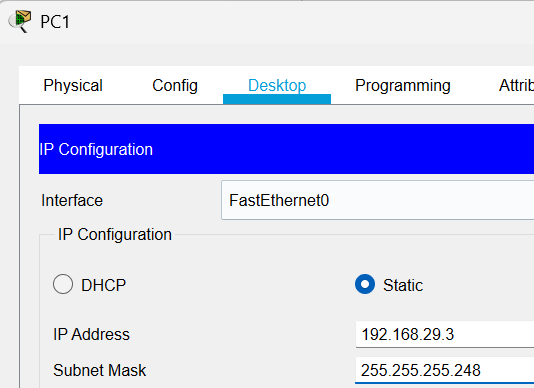 PC1
Physical Config Desktop Programming Attrib
IP Configuration
Interface FastEthernet0
IP Configuration
DHCP Static
IP Address 192.168.29.3
Subnet Mask 255.255.255.248